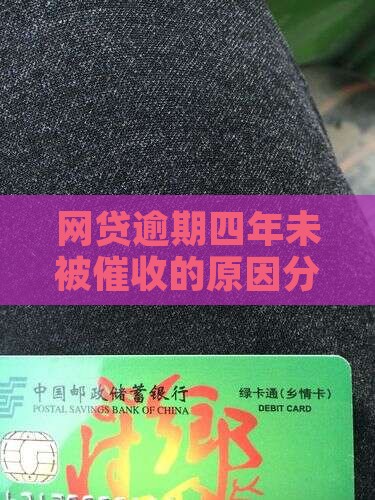 网贷逾期四年未
被催收的原因分
中国邮政储蓄银行
POSTAL SAVINGS BANK OF CHINA
绿卡通(乡情卡)
DEBIT CARD
鄉